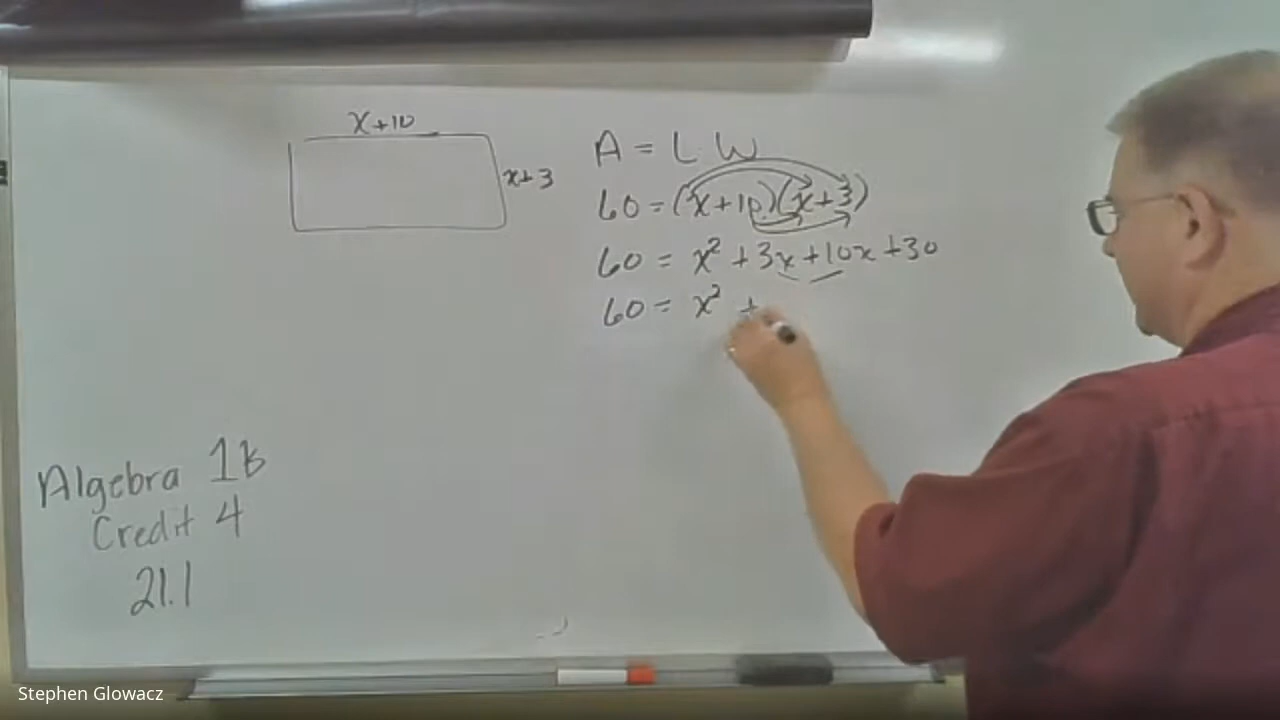 x+10
x+3
A = L W
60 = (x+10)(x+3)
60 = x² + 3x + 10x + 30
60 = x² +
Algebra 1B
Credit 4
21.1
Stephen Glowacz